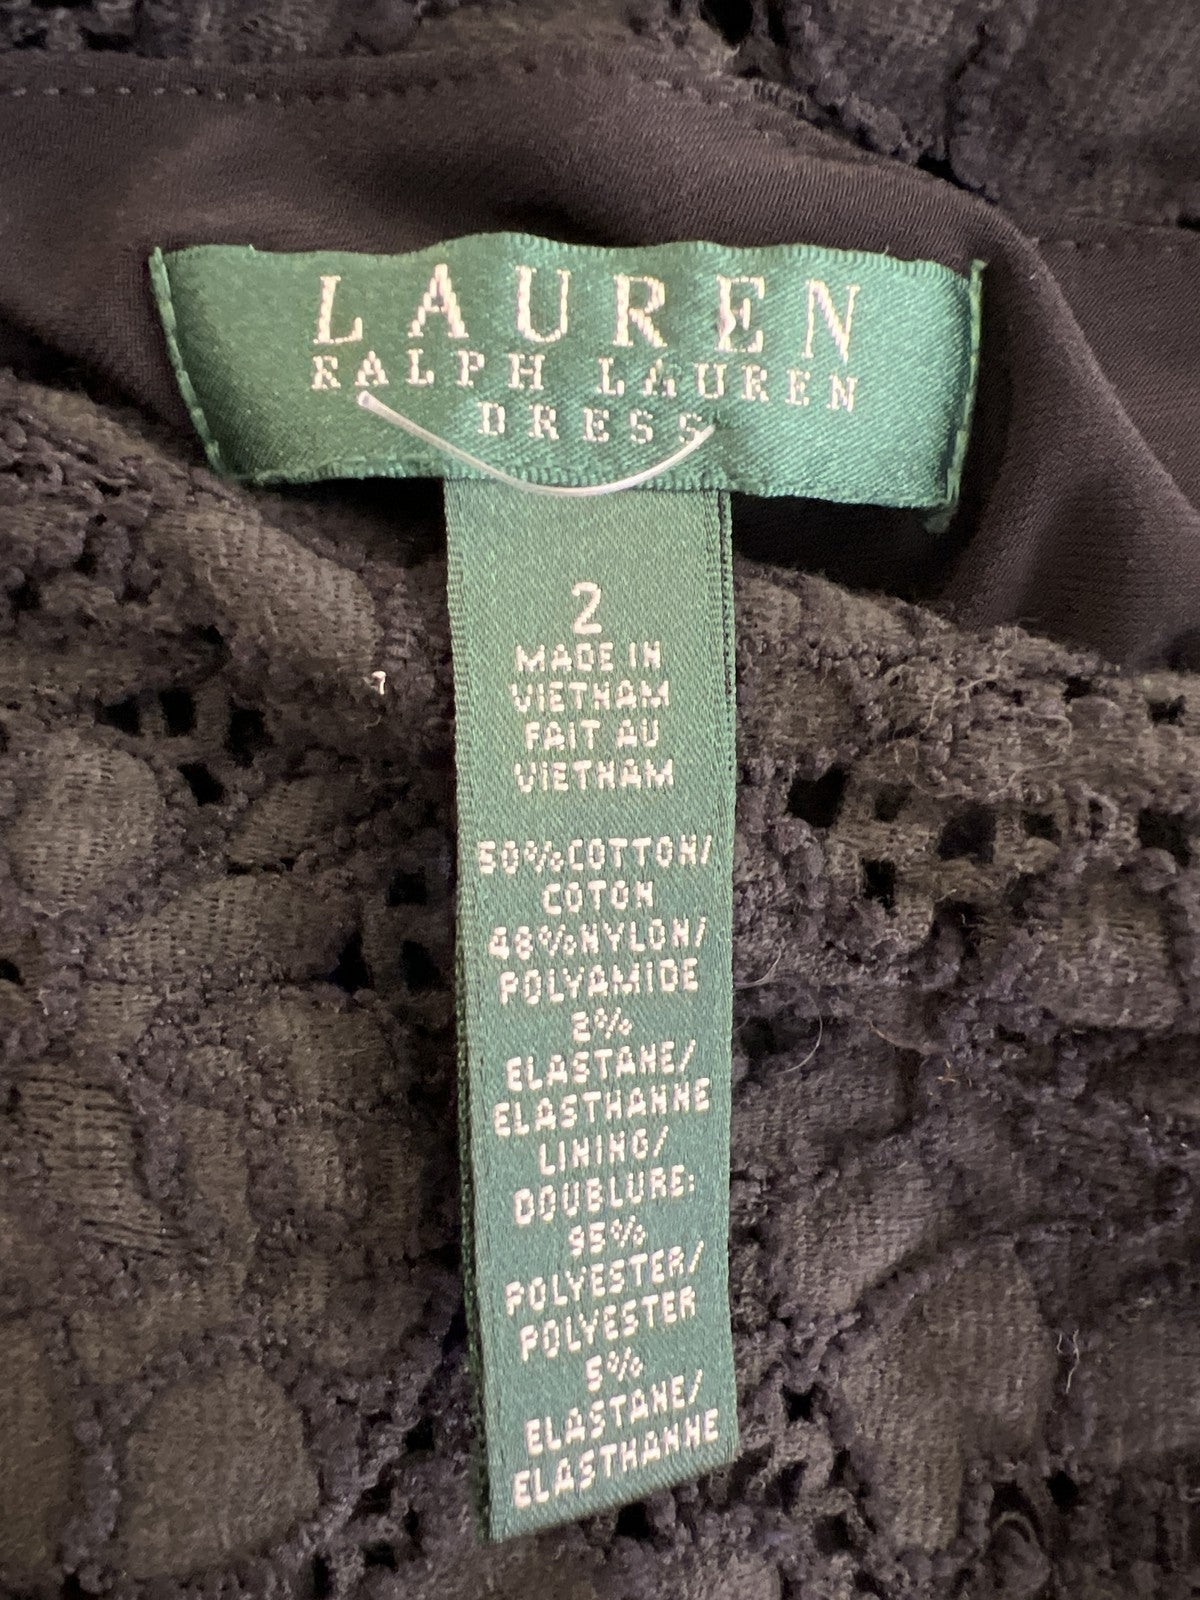 LAUREN
RALPH LAUREN
DRESS
2
MADE IN
VIETNAM
FAIT AU
VIETNAM
50% COTTON/
COTON
48% NYLON/
POLYAMIDE
2%
ELASTANE/
ELASTHANNE
LINING/
DOUBLURE:
95%
POLYESTER/
POLYESTER
5%
ELASTANE/
ELASTHANNE